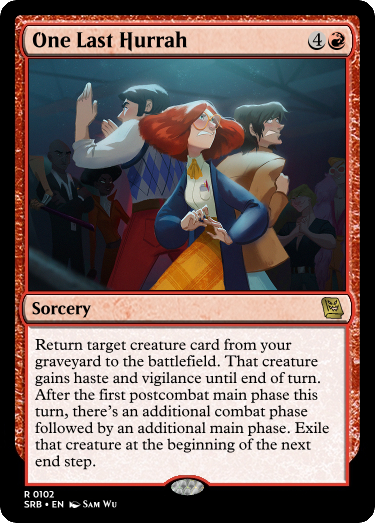 One Last Hurrah
4
Sorcery
Return target creature card from your
graveyard to the battlefield. That creature
gains haste and vigilance until end of turn.
After the first postcombat main phase this
turn, there's an additional combat phase
followed by an additional main phase. Exile
that creature at the beginning of the next
end step.
R 0102
SRB • EN Sam Wu